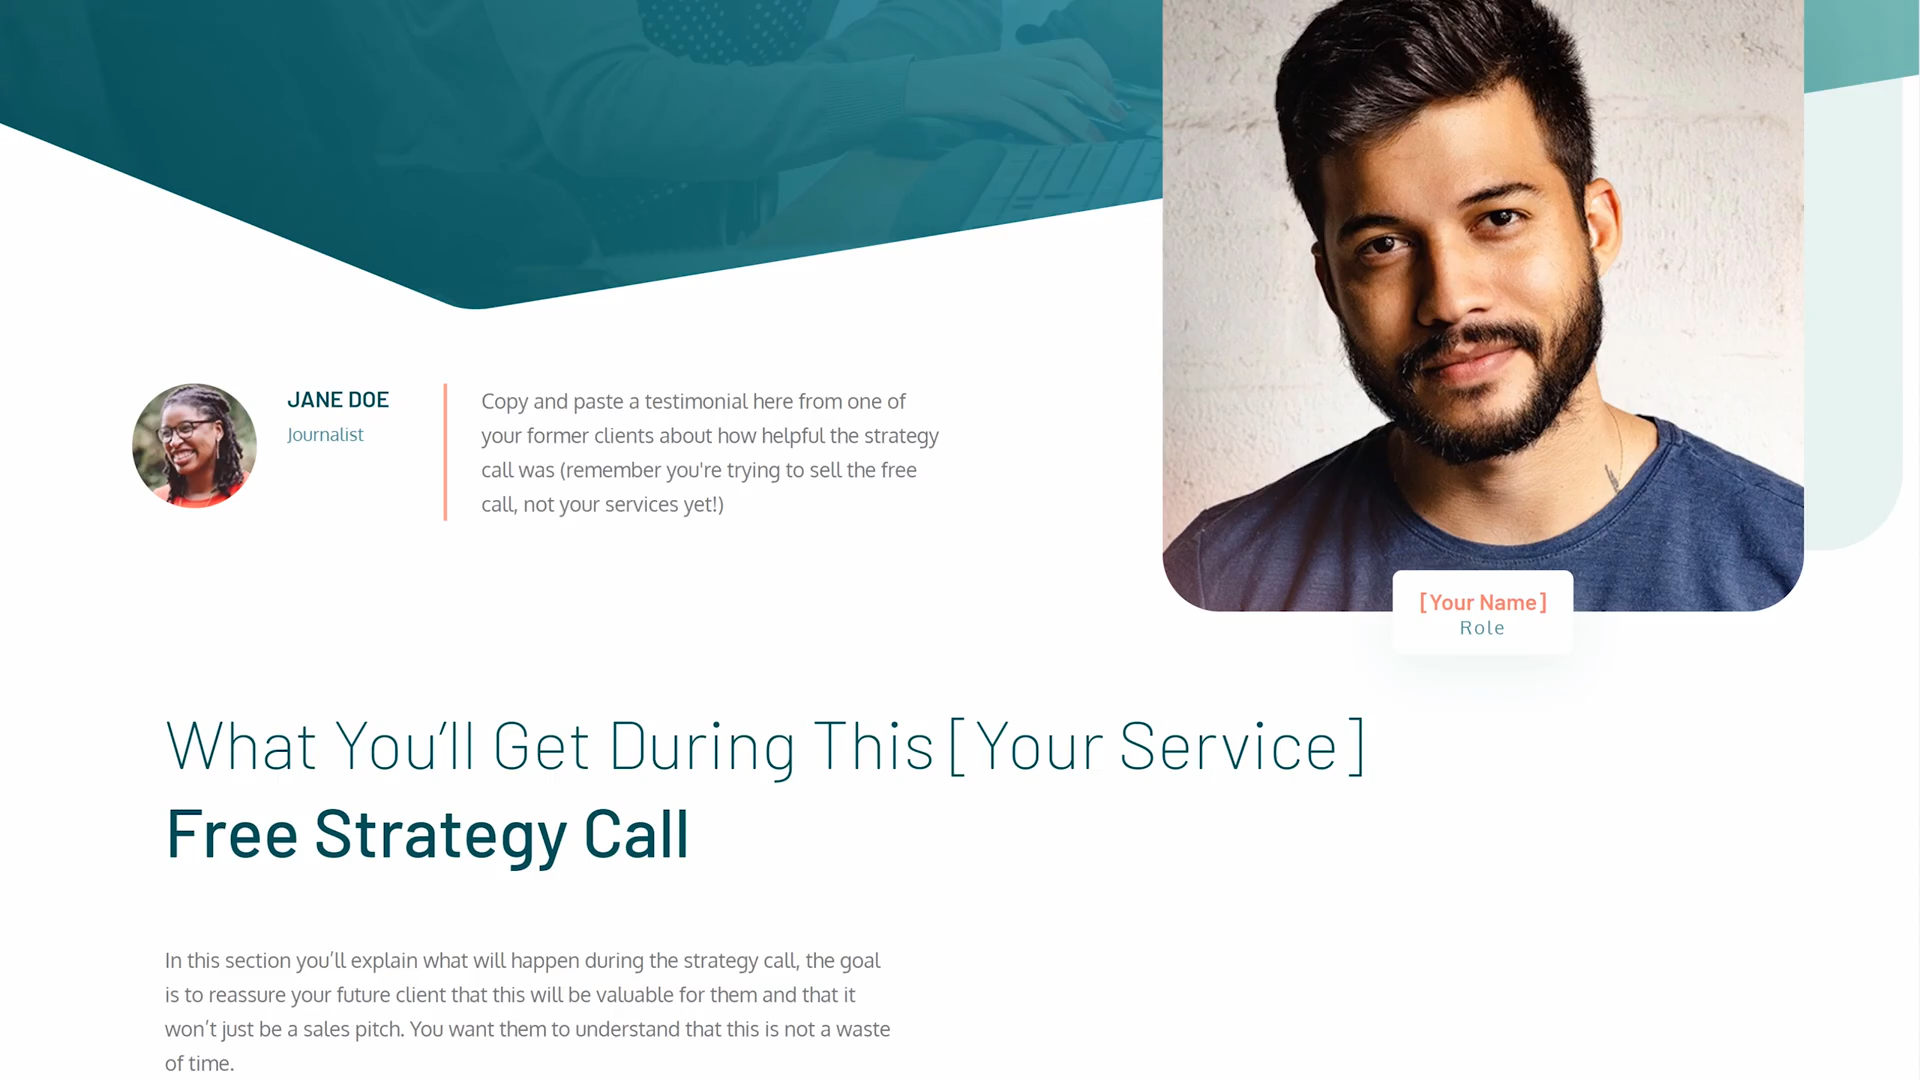 JANE DOE
Journalist
Copy and paste a testimonial here from one of
your former clients about how helpful the strategy
call was (remember you're trying to sell the free
call, not your services yet!)
[Your Name]
Role
What You’ll Get During This [Your Service]
Free Strategy Call
In this section you’ll explain what will happen during the strategy call, the goal
is to reassure your future client that this will be valuable for them and that it
won’t just be a sales pitch. You want them to understand that this is not a waste
of time.